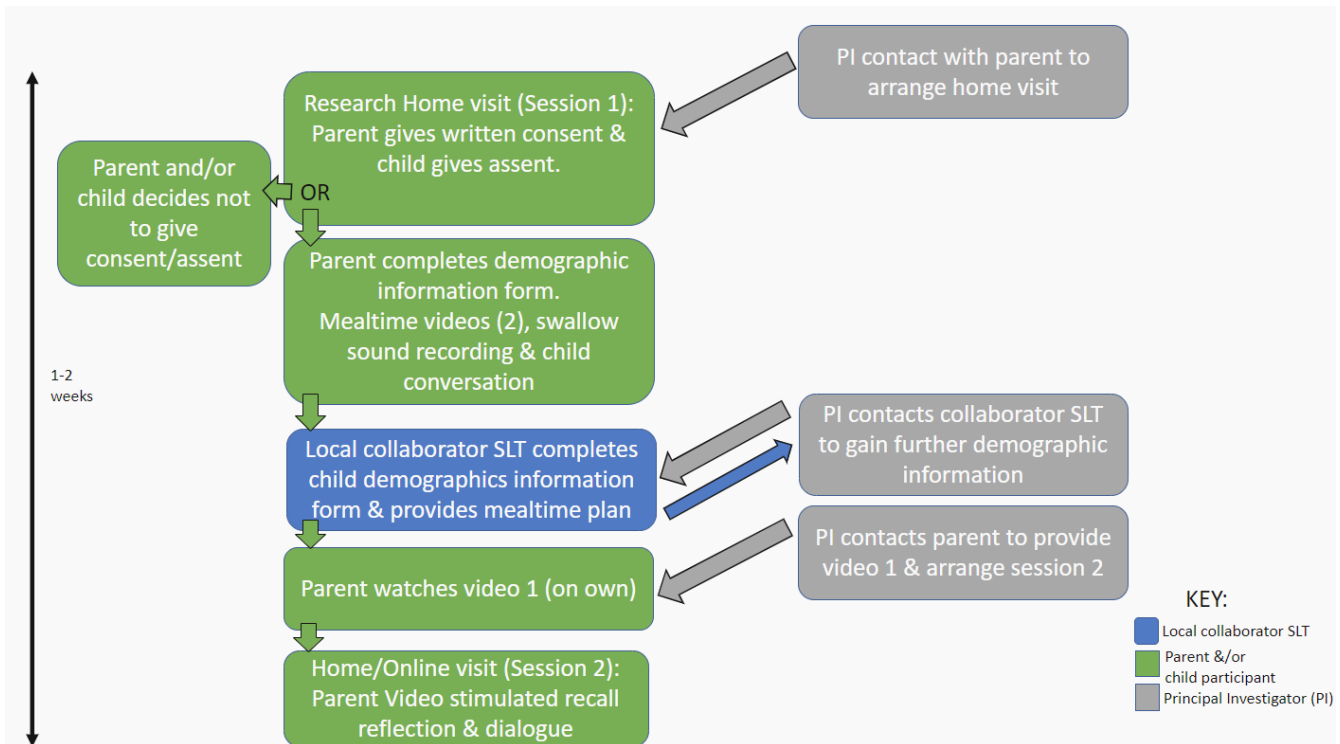 PI contact with parent to
arrange home visit
Research Home visit (Session 1):
Parent gives written consent &
child gives assent.
Parent and/or
child decides not
to give
consent/assent
OR
Parent completes demographic
information form.
Mealtime videos (2), swallow
sound recording & child
conversation
1-2
weeks
PI contacts collaborator SLT
to gain further demographic
information
Local collaborator SLT completes
child demographics information
form & provides mealtime plan
PI contacts parent to provide
video 1 & arrange session 2
Parent watches video 1 (on own)
Home/Online visit (Session 2):
Parent Video stimulated recall
reflection & dialogue
KEY:
Local collaborator SLT
Parent &/or
child participant
Principal Investigator (PI)